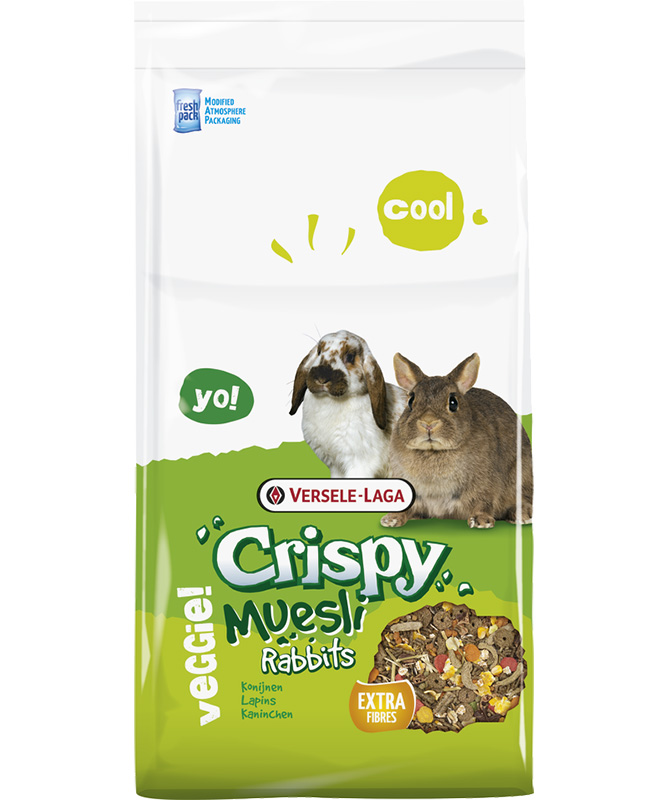 fresh
pack
Modified
Atmosphere
Packaging
cool
yo!
VERSELE-LAGA
Crispy
Muesli
Rabbits
veGGie!
Konijnen
Lapins
Kaninchen
EXTRA
FIBRES